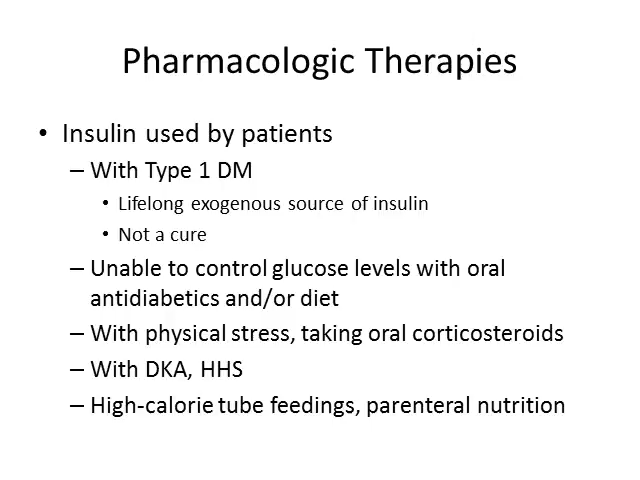 Pharmacologic Therapies
• Insulin used by patients
– With Type 1 DM
• Lifelong exogenous source of insulin
• Not a cure
– Unable to control glucose levels with oral
antidiabetics and/or diet
– With physical stress, taking oral corticosteroids
– With DKA, HHS
– High-calorie tube feedings, parenteral nutrition